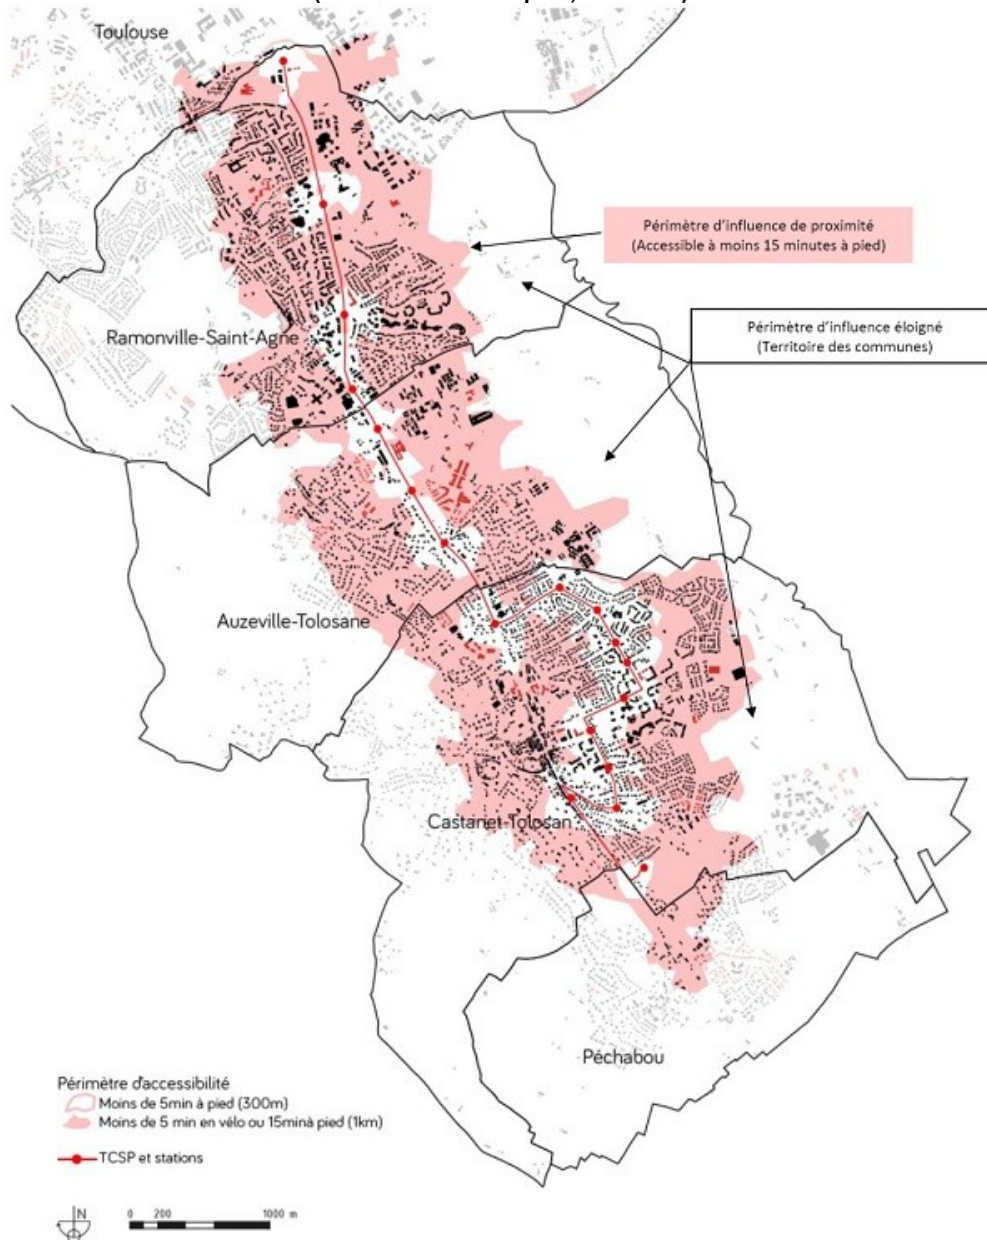 Toulouse
Périmètre d'influence de proximité
(Accessible à moins 15 minutes à pied)
Périmètre d'influence éloigné
(Territoire des communes)
Ramonville-Saint-Agne
Auzeville-Tolosane
Castanet-Tolosan
Péchabou
Périmètre d'accessibilité
Moins de 5min à pied (300m)
Moins de 5 min en vélo ou 15minà pied (1km)
TCSP et stations
N
0 200 1000 m